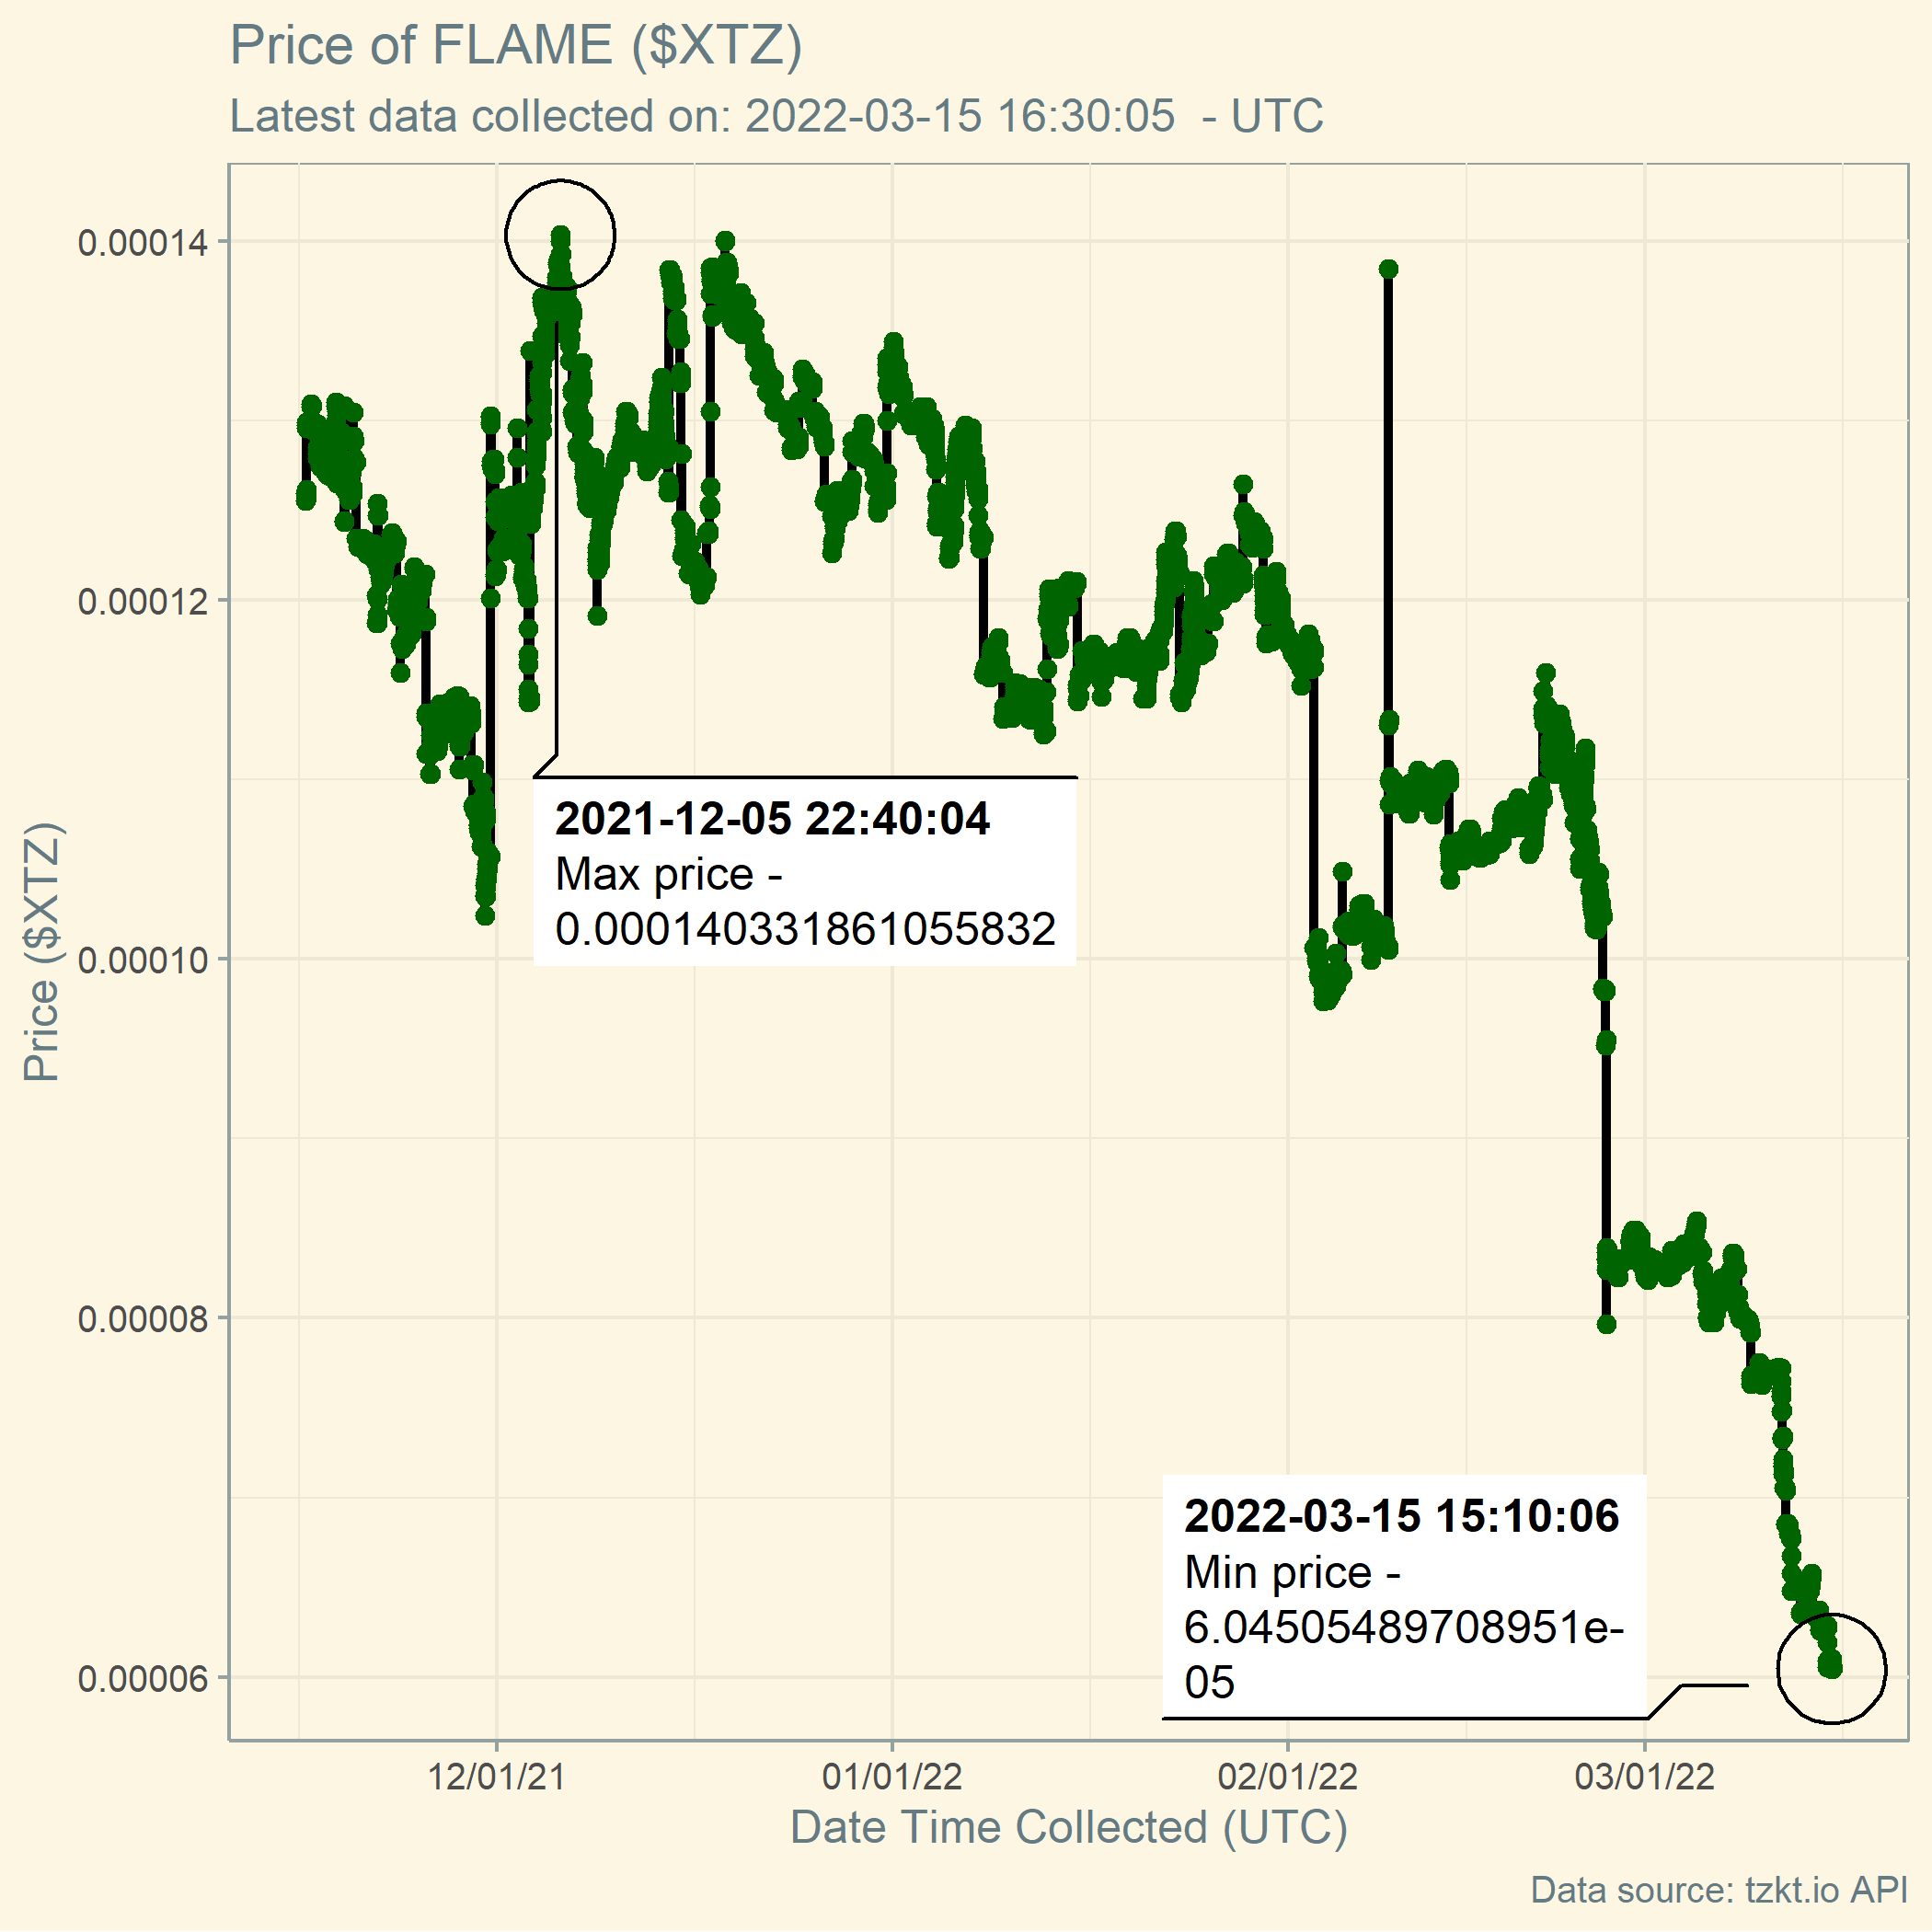 Price of FLAME ($XTZ)
Latest data collected on: 2022-03-15 16:30:05  - UTC
Price ($XTZ)
0.00014
0.00012
0.00010
0.00008
0.00006
2021-12-05 22:40:04
Max price -
0.000140331861055832
2022-03-15 15:10:06
Min price -
6.04505489708951e-
05
12/01/21
01/01/22
02/01/22
03/01/22
Date Time Collected (UTC)
Data source: tzkt.io API